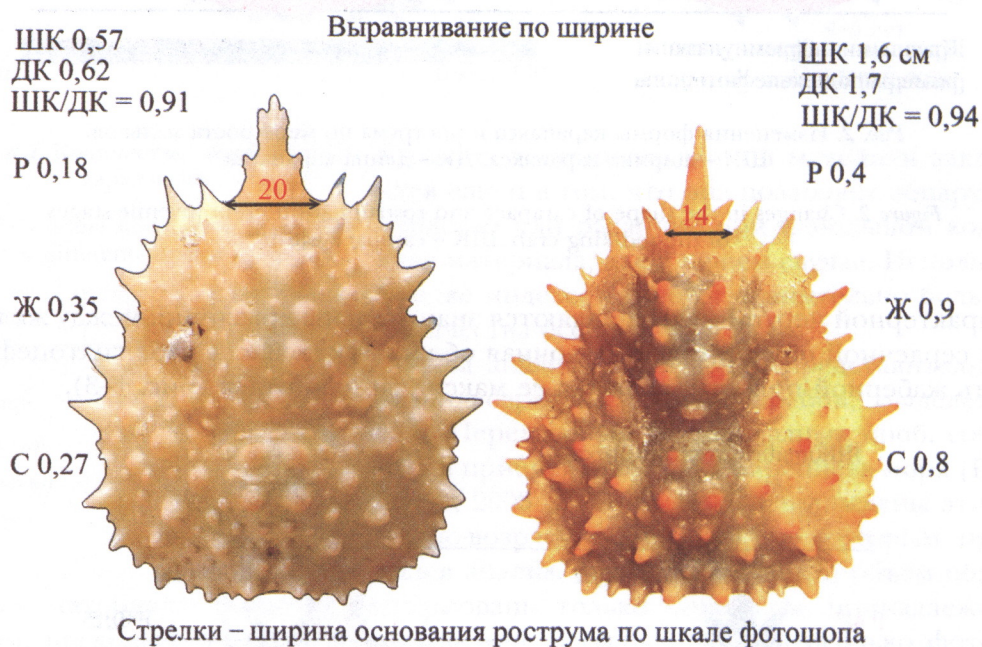 Выравнивание по ширине
ШК 0,57
ДК 0,62
ШК/ДК = 0,91
Р 0,18
Ж 0,35
С 0,27
20
ШК 1,6 см
ДК 1,7
ШК/ДК = 0,94
Р 0,4
Ж 0,9
С 0,8
14
Стрелки - ширина основания рострума по шкале фотошопа